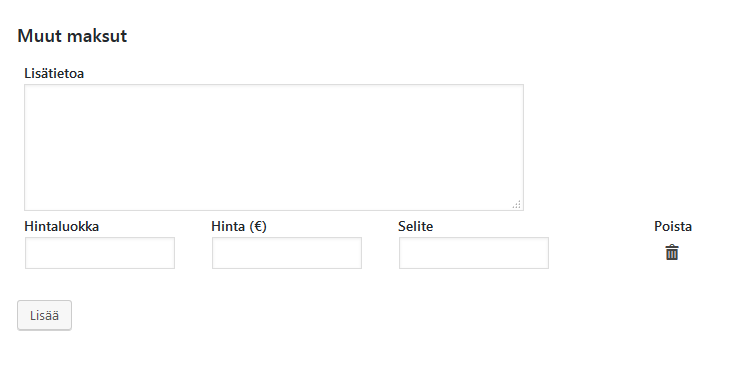 Muut maksut
Lisätietoa
Hintaluokka Hinta (€) Selite Poista
Lisää